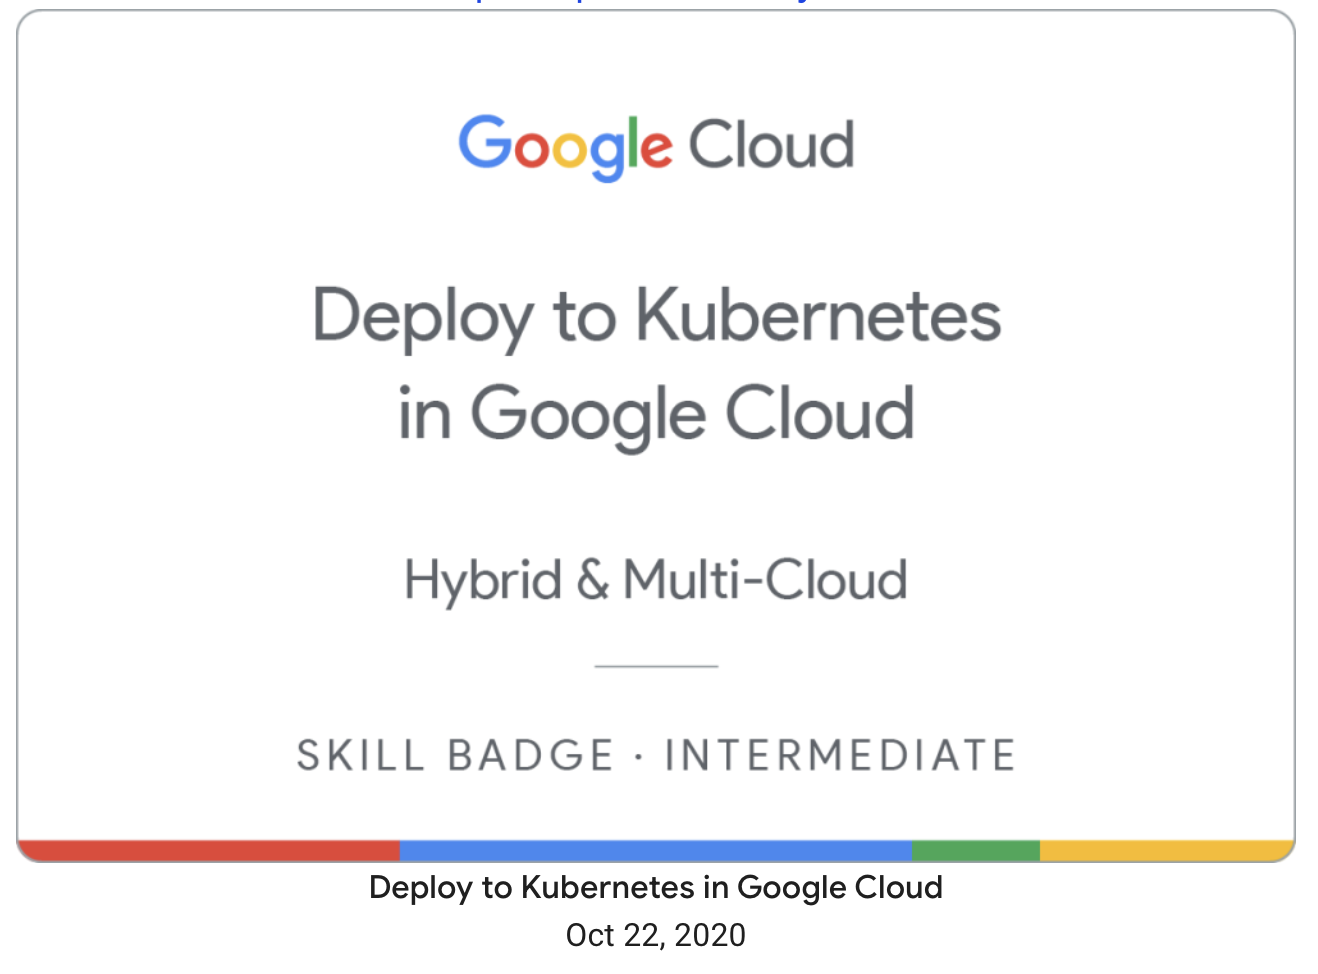 Google Cloud
Deploy to Kubernetes
in Google Cloud
Hybrid & Multi-Cloud
SKILL BADGE · INTERMEDIATE
Deploy to Kubernetes in Google Cloud
Oct 22, 2020